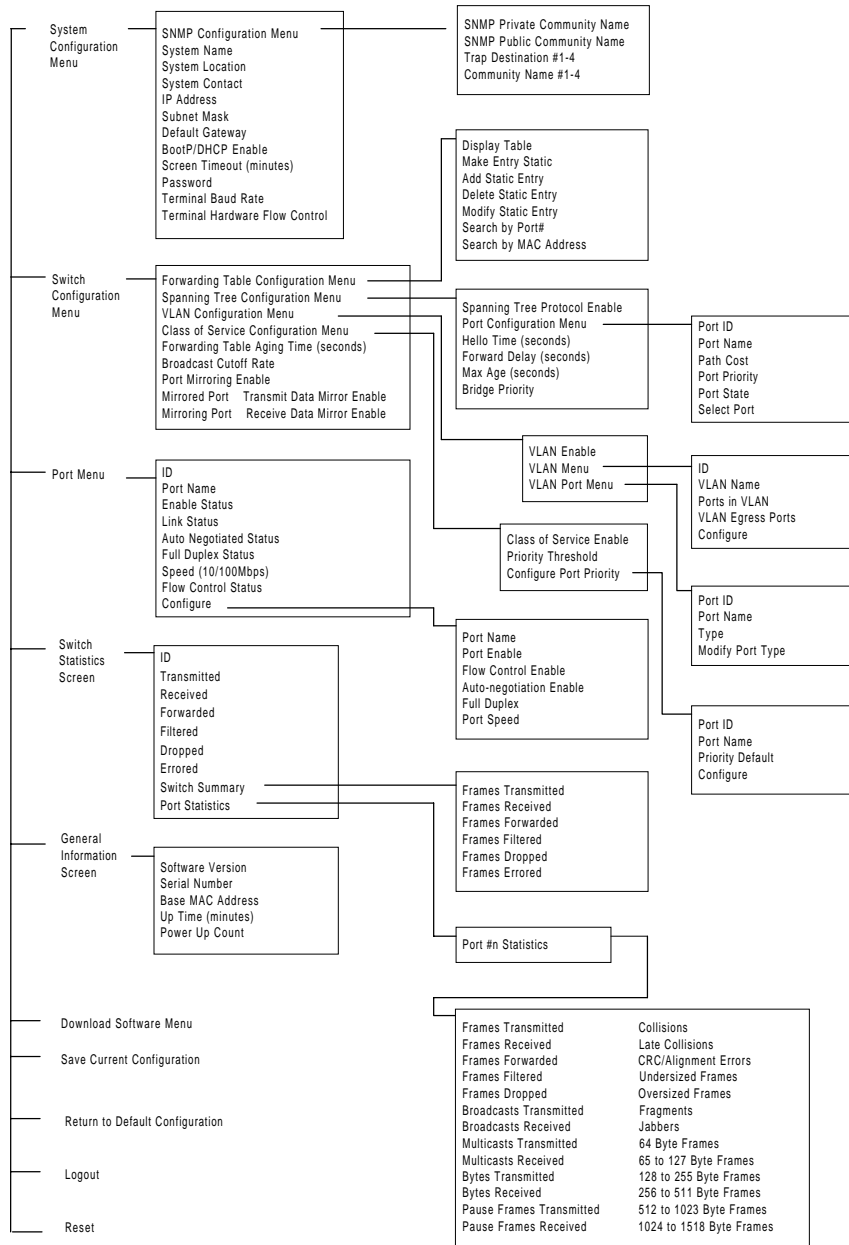 System
Configuration
Menu
SNMP Configuration Menu
System Name
System Location
System Contact
IP Address
Subnet Mask
Default Gateway
BootP/DHCP Enable
Screen Timeout (minutes)
Password
Terminal Baud Rate
Terminal Hardware Flow Control
SNMP Private Community Name
SNMP Public Community Name
Trap Destination #1-4
Community Name #1-4
Display Table
Make Entry Static
Add Static Entry
Delete Static Entry
Modify Static Entry
Search by Port#
Search by MAC Address
Switch
Configuration
Menu
Forwarding Table Configuration Menu
Spanning Tree Configuration Menu
VLAN Configuration Menu
Class of Service Configuration Menu
Forwarding Table Aging Time (seconds)
Broadcast Cutoff Rate
Port Mirroring Enable
Mirrored Port Transmit Data Mirror Enable
Mirroring Port Receive Data Mirror Enable
Spanning Tree Protocol Enable
Port Configuration Menu
Hello Time (seconds)
Forward Delay (seconds)
Max Age (seconds)
Bridge Priority
Port ID
Port Name
Path Cost
Port Priority
Port State
Select Port
VLAN Enable
VLAN Menu
VLAN Port Menu
ID
VLAN Name
Ports in VLAN
VLAN Egress Ports
Configure
Port Menu
ID
Port Name
Enable Status
Link Status
Auto Negotiated Status
Full Duplex Status
Speed (10/100Mbps)
Flow Control Status
Configure
Class of Service Enable
Priority Threshold
Configure Port Priority
Port ID
Port Name
Type
Modify Port Type
Port Name
Port Enable
Flow Control Enable
Auto-negotiation Enable
Full Duplex
Port Speed
Port ID
Port Name
Priority Default
Configure
Switch
Statistics
Screen
ID
Transmitted
Received
Forwarded
Filtered
Dropped
Errored
Switch Summary
Port Statistics
Frames Transmitted
Frames Received
Frames Forwarded
Frames Filtered
Frames Dropped
Frames Errored
General
Information
Screen
Software Version
Serial Number
Base MAC Address
Up Time (minutes)
Power Up Count
Port #n Statistics
Download Software Menu
Save Current Configuration
Return to Default Configuration
Logout
Reset
Frames Transmitted Collisions
Frames Received Late Collisions
Frames Forwarded CRC/Alignment Errors
Frames Filtered Undersized Frames
Frames Dropped Oversized Frames
Broadcasts Transmitted Fragments
Broadcasts Received Jabbers
Multicasts Transmitted 64 Byte Frames
Multicasts Received 65 to 127 Byte Frames
Bytes Transmitted 128 to 255 Byte Frames
Bytes Received 256 to 511 Byte Frames
Pause Frames Transmitted 512 to 1023 Byte Frames
Pause Frames Received 1024 to 1518 Byte Frames